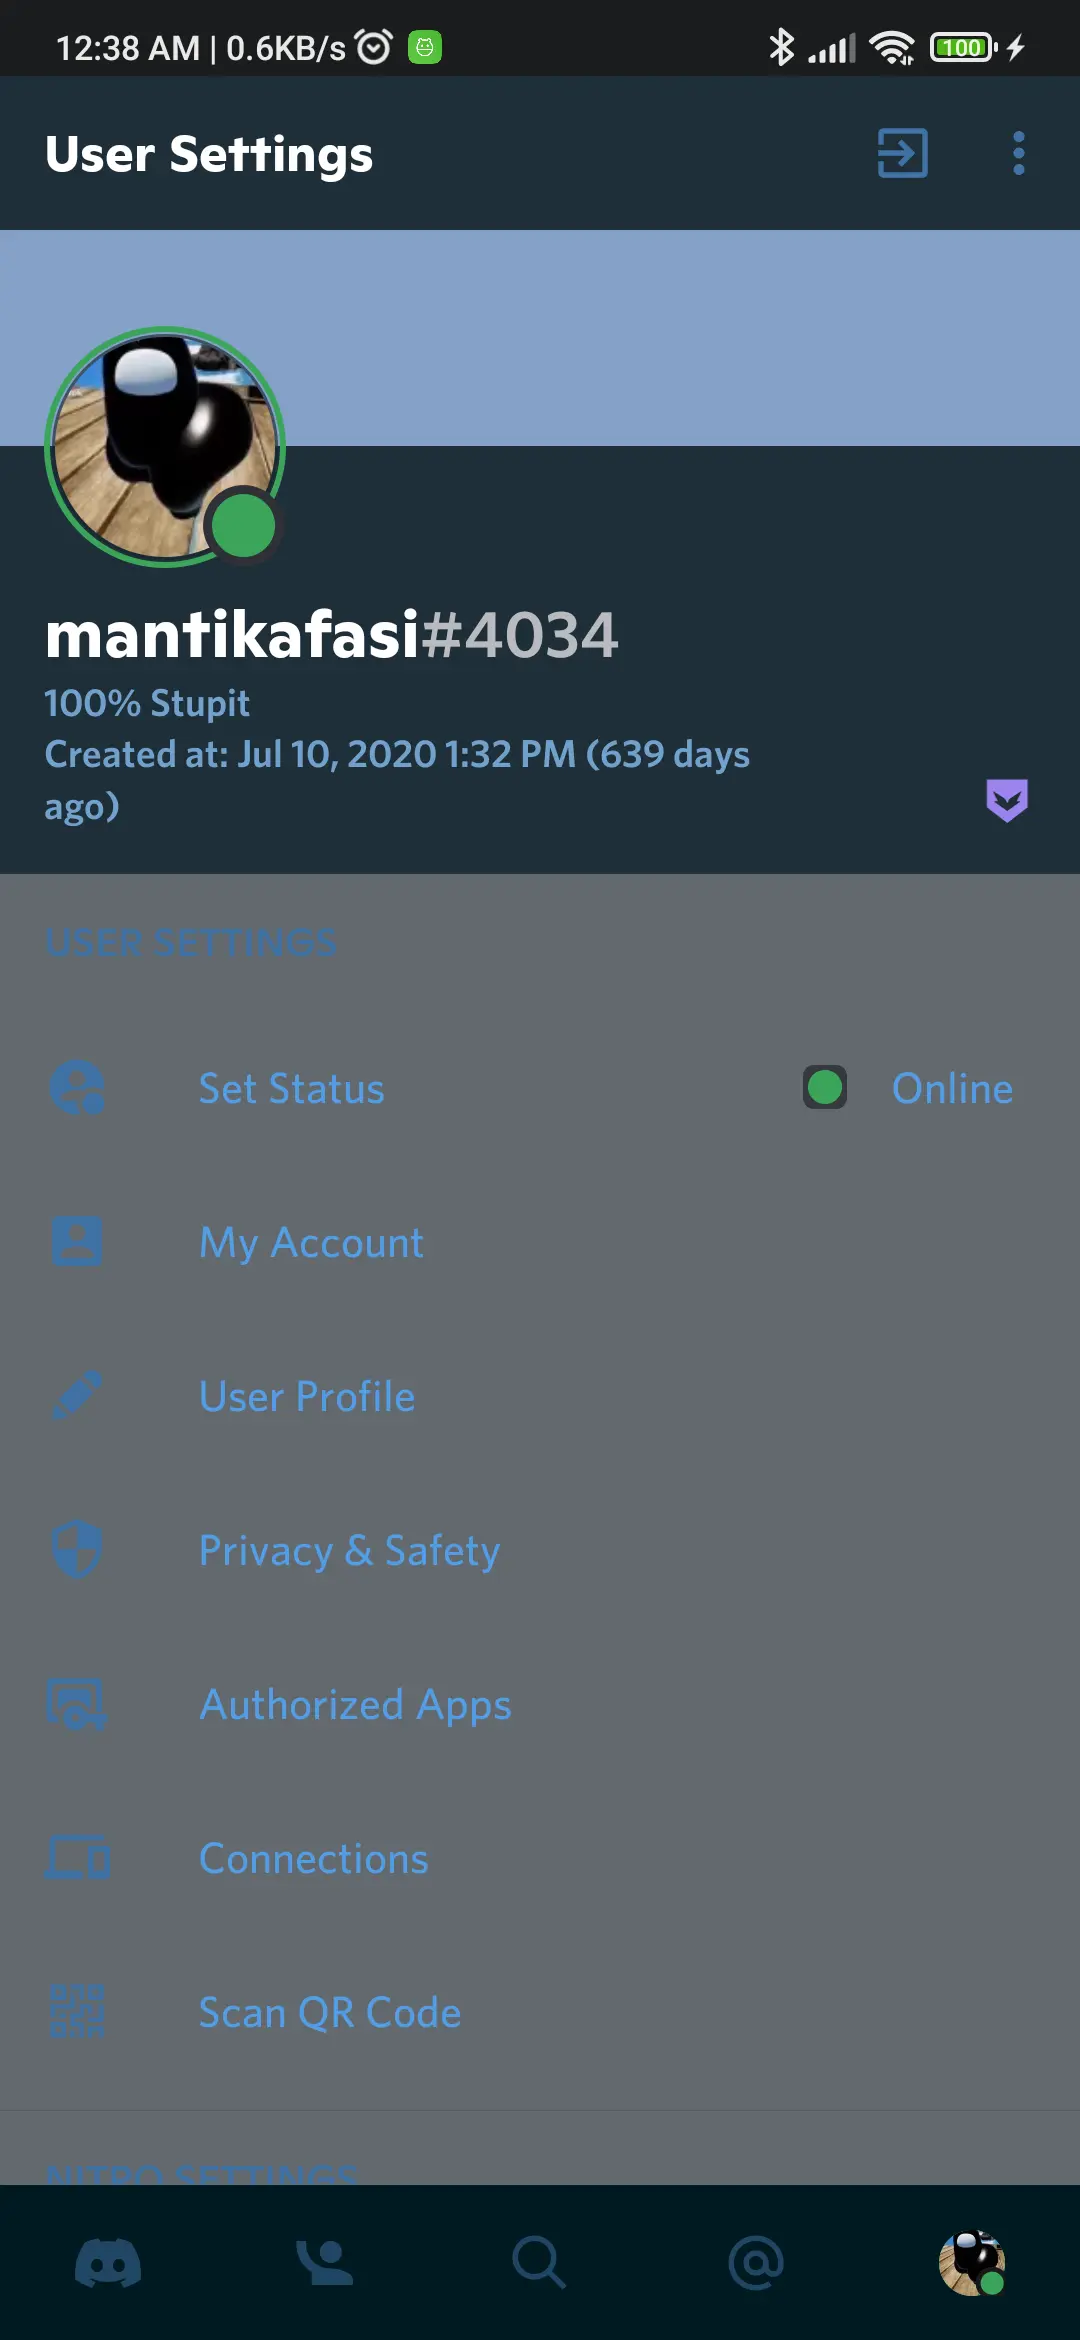 12:38 AM | 0.6KB/s
100
User Settings
mantikafasi#4034
100% Stupit
Created at: Jul 10, 2020 1:32 PM (639 days
ago)
USER SETTINGS
Set Status
Online
My Account
User Profile
Privacy & Safety
Authorized Apps
Connections
Scan QR Code
NITRO SETTINGS